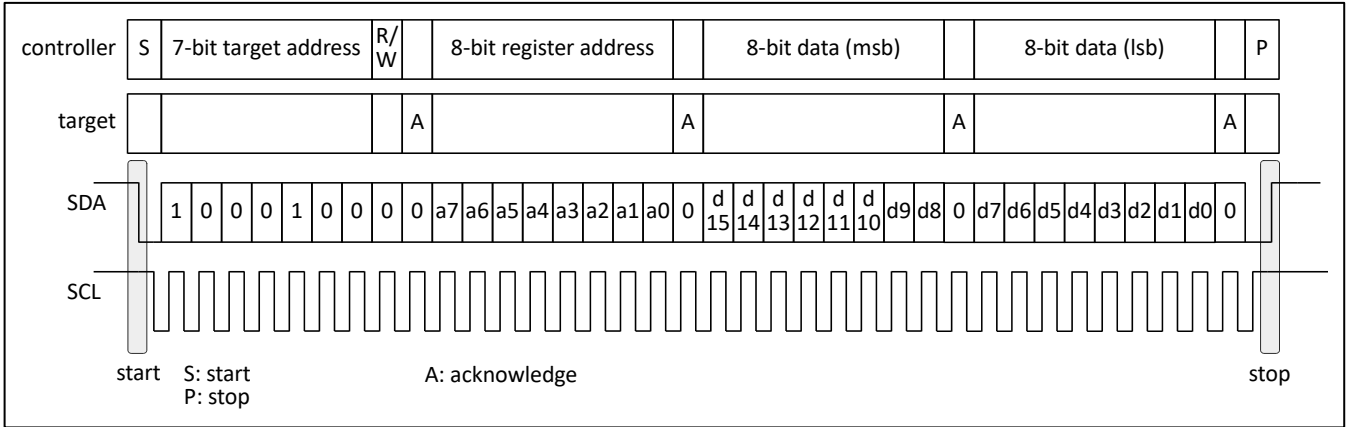 controller S 7-bit target address R/W 8-bit register address 8-bit data (msb) 8-bit data (lsb) P
target A A A A
SDA 1 0 0 0 1 0 0 0 0 a7 a6 a5 a4 a3 a2 a1 a0 0 d15 d14 d13 d12 d11 d10 d9 d8 0 d7 d6 d5 d4 d3 d2 d1 d0 0
SCL
start S: start A: acknowledge stop
P: stop